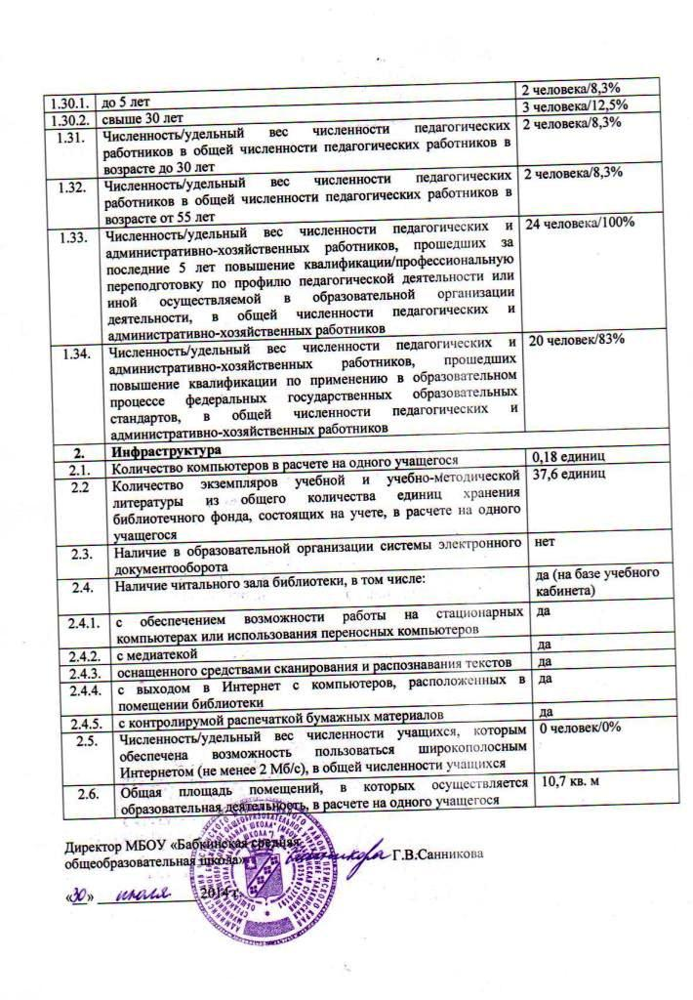 1.30.1. до 5 лет 2 человека/8,3%
1.30.2. свыше 30 лет 3 человека/12,5%
1.31. Численность/удельный вес численности педагогических 2 человека/8,3%
работников в общей численности педагогических работников в
возрасте до 30 лет
1.32. Численность/удельный вес численности педагогических 2 человека/8,3%
работников в общей численности педагогических работников в
возрасте от 55 лет
1.33. Численность/удельный вес численности педагогических и 24 человека/100%
административно-хозяйственных работников, прошедших за
последние 5 лет повышение квалификации/профессиональную
переподготовку по профилю педагогической деятельности или
иной осуществляемой в образовательной организации
деятельности, в общей численности педагогических и
административно-хозяйственных работников
1.34. Численность/удельный вес численности педагогических и 20 человек/83%
административно-хозяйственных работников, прошедших
повышение квалификации по применению в образовательном
процессе федеральных государственных образовательных
стандартов, в общей численности педагогических и
административно-хозяйственных работников
2. Инфраструктура
2.1. Количество компьютеров в расчете на одного учащегося 0,18 единиц
2.2 Количество экземпляров учебной и учебно-методической 37,6 единиц
литературы из общего количества единиц хранения
библиотечного фонда, состоящих на учете, в расчете на одного
учащегося
2.3. Наличие в образовательной организации системы электронного нет
документооборота
2.4. Наличие читального зала библиотеки, в том числе: да (на базе учебного
кабинета)
2.4.1. с обеспечением возможности работы на стационарных да
компьютерах или использования переносных компьютеров
2.4.2. с медиатекой да
2.4.3. оснащенного средствами сканирования и распознавания текстов да
2.4.4. с выходом в Интернет с компьютеров, расположенных в да
помещении библиотеки
2.4.5. с контролирумой распечаткой бумажных материалов да
2.5. Численность/удельный вес численности учащихся, которым 0 человек/0%
обеспечена возможность пользоваться широкополосным
Интернетом (не менее 2 Мб/с), в общей численности учащихся
2.6. Общая площадь помещений, в которых осуществляется 10,7 кв. м
образовательная деятельность, в расчете на одного учащегося
Директор МБОУ «Бабкинская средняя
общеобразовательная школа» Г.В.Санникова
«30» 2014 г.